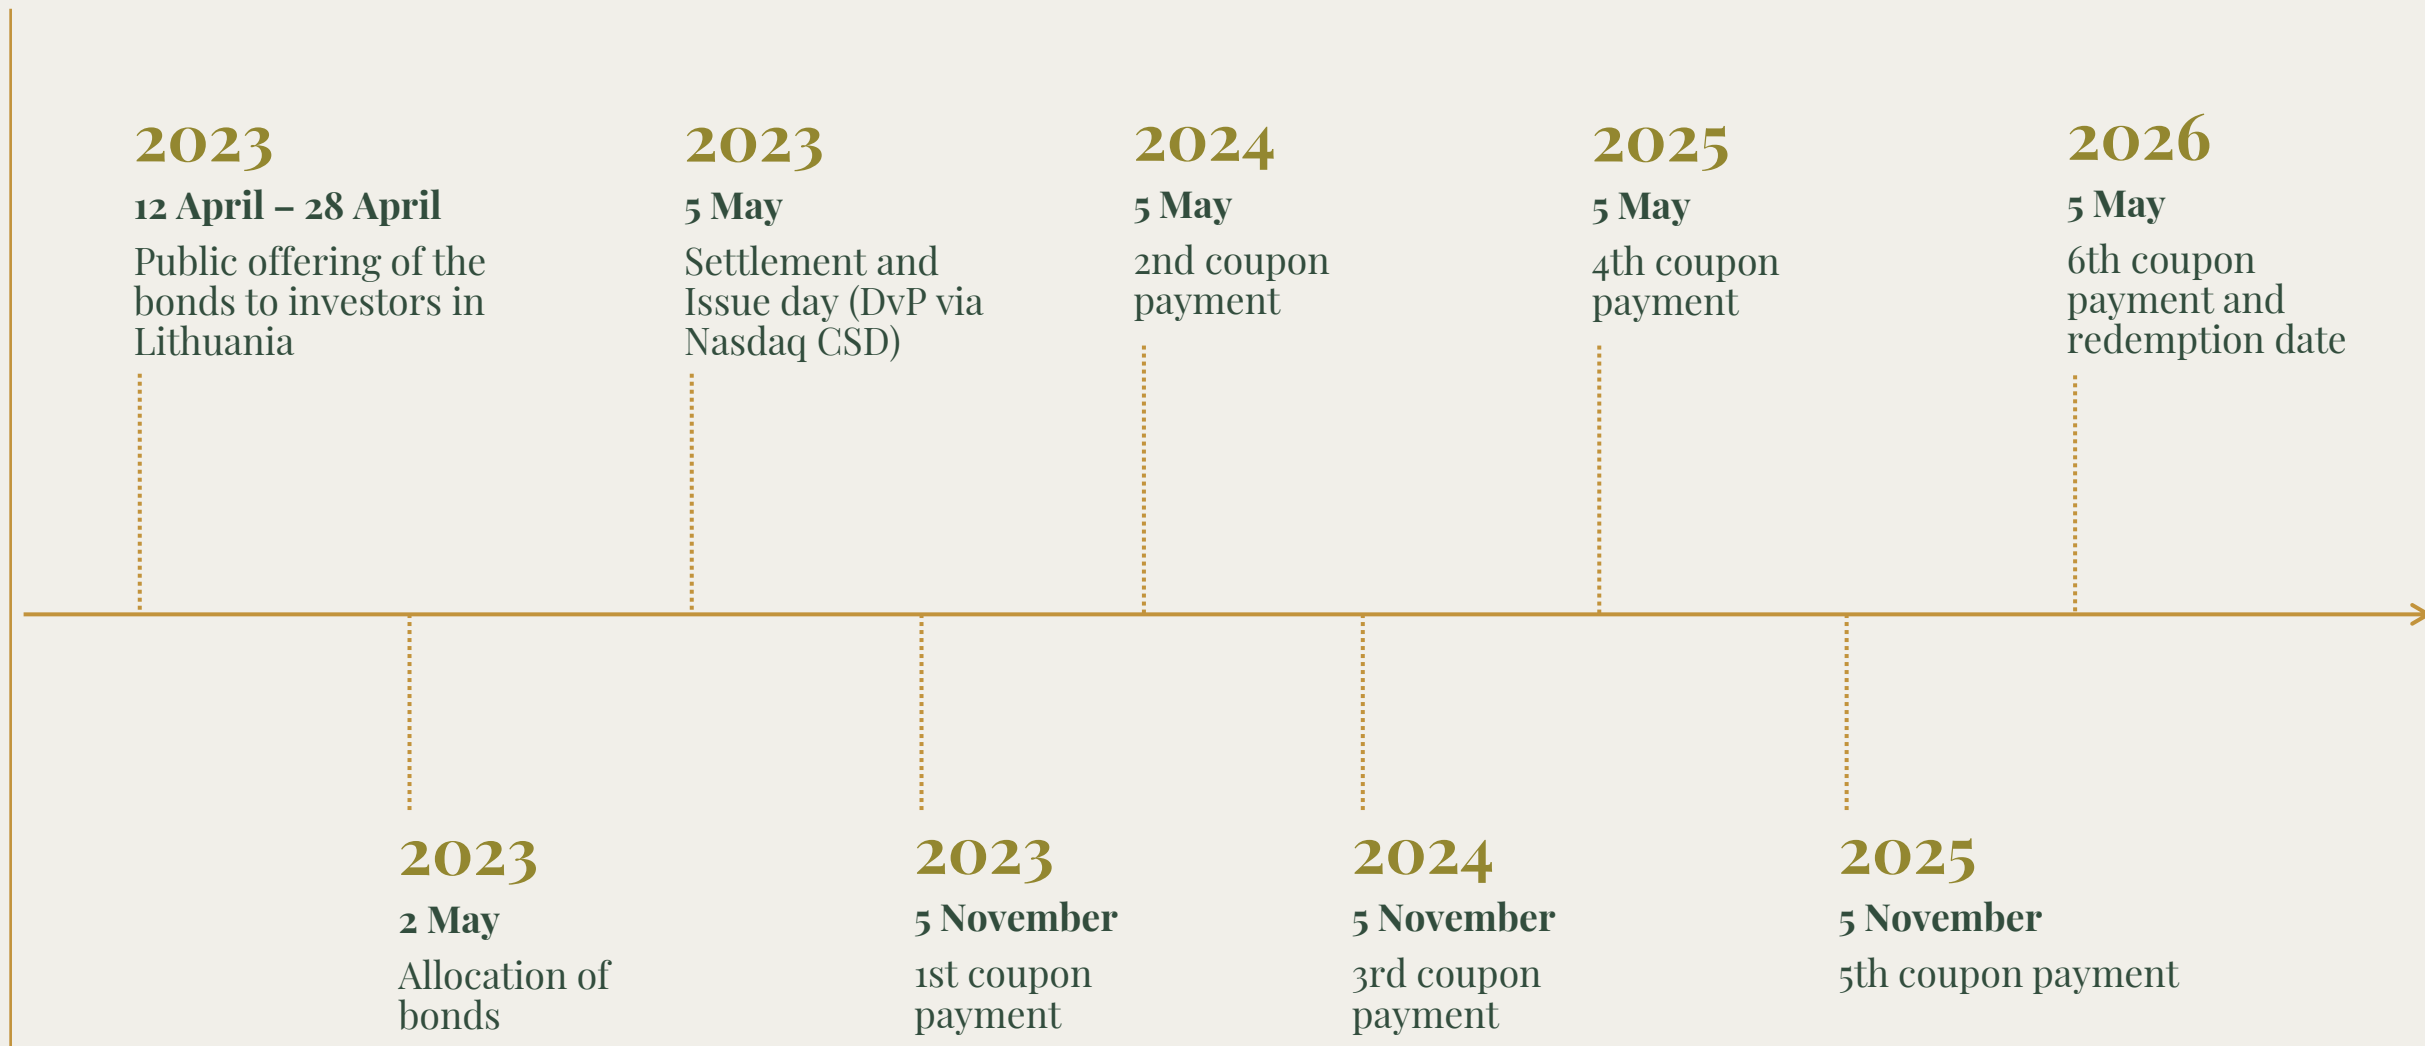 2023
12 April – 28 April
Public offering of the
bonds to investors in
Lithuania
2023
5 May
Settlement and
Issue day (DvP via
Nasdaq CSD)
2024
5 May
2nd coupon
payment
2025
5 May
4th coupon
payment
2026
5 May
6th coupon
payment and
redemption date
2023
2 May
Allocation of
bonds
2023
5 November
1st coupon
payment
2024
5 November
3rd coupon
payment
2025
5 November
5th coupon payment